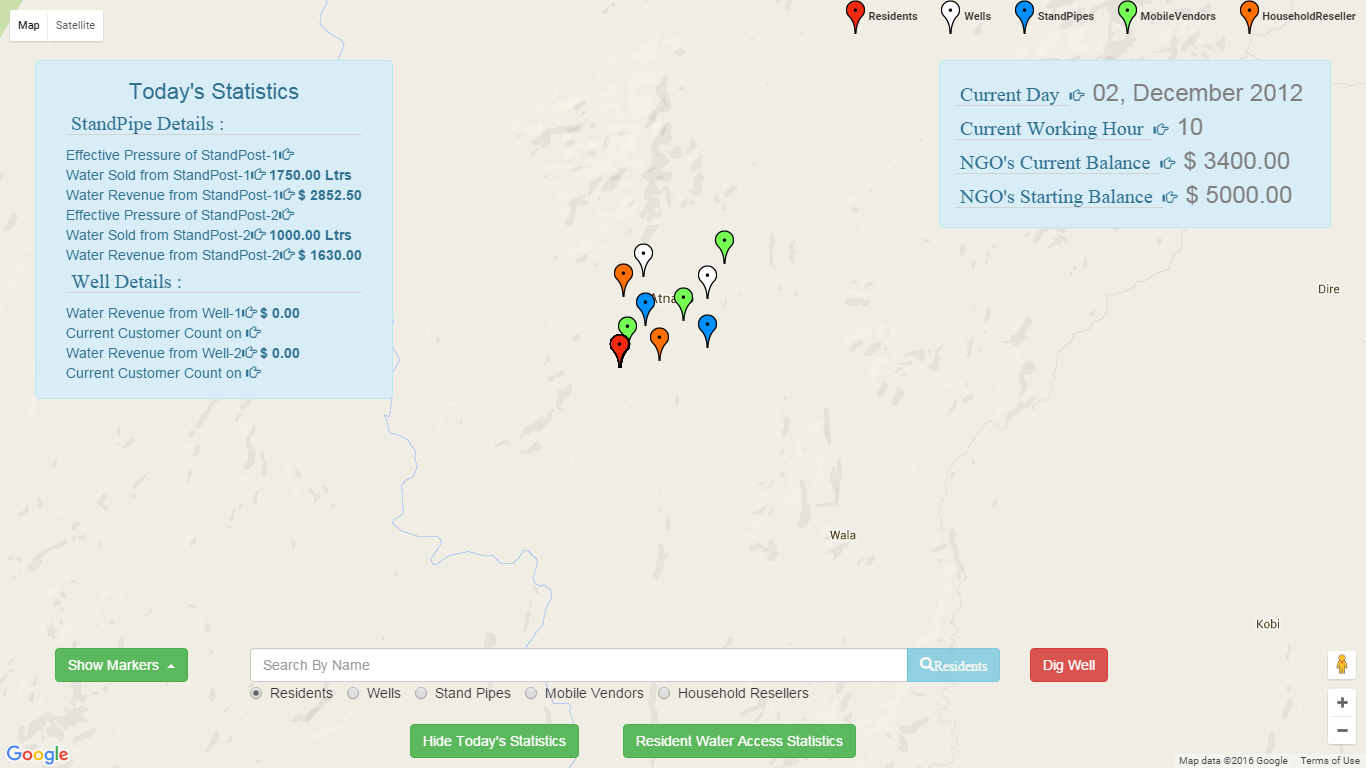 Map Satellite
Residents Wells StandPipes MobileVendors HouseholdReseller
Today's Statistics
StandPipe Details :
Effective Pressure of StandPost-1
Water Sold from StandPost-1 1750.00 Ltrs
Water Revenue from StandPost-1 $ 2852.50
Effective Pressure of StandPost-2
Water Sold from StandPost-2 1000.00 Ltrs
Water Revenue from StandPost-2 $ 1630.00
Well Details :
Water Revenue from Well-1 $ 0.00
Current Customer Count on
Water Revenue from Well-2 $ 0.00
Current Customer Count on
Current Day 02, December 2012
Current Working Hour 10
NGO's Current Balance $ 3400.00
NGO's Starting Balance $ 5000.00
Dire
Wala
Kobi
Show Markers
Search By Name Residents
Dig Well
Residents Wells Stand Pipes Mobile Vendors Household Resellers
Hide Today's Statistics Resident Water Access Statistics
Google
Map data ©2016 Google Terms of Use